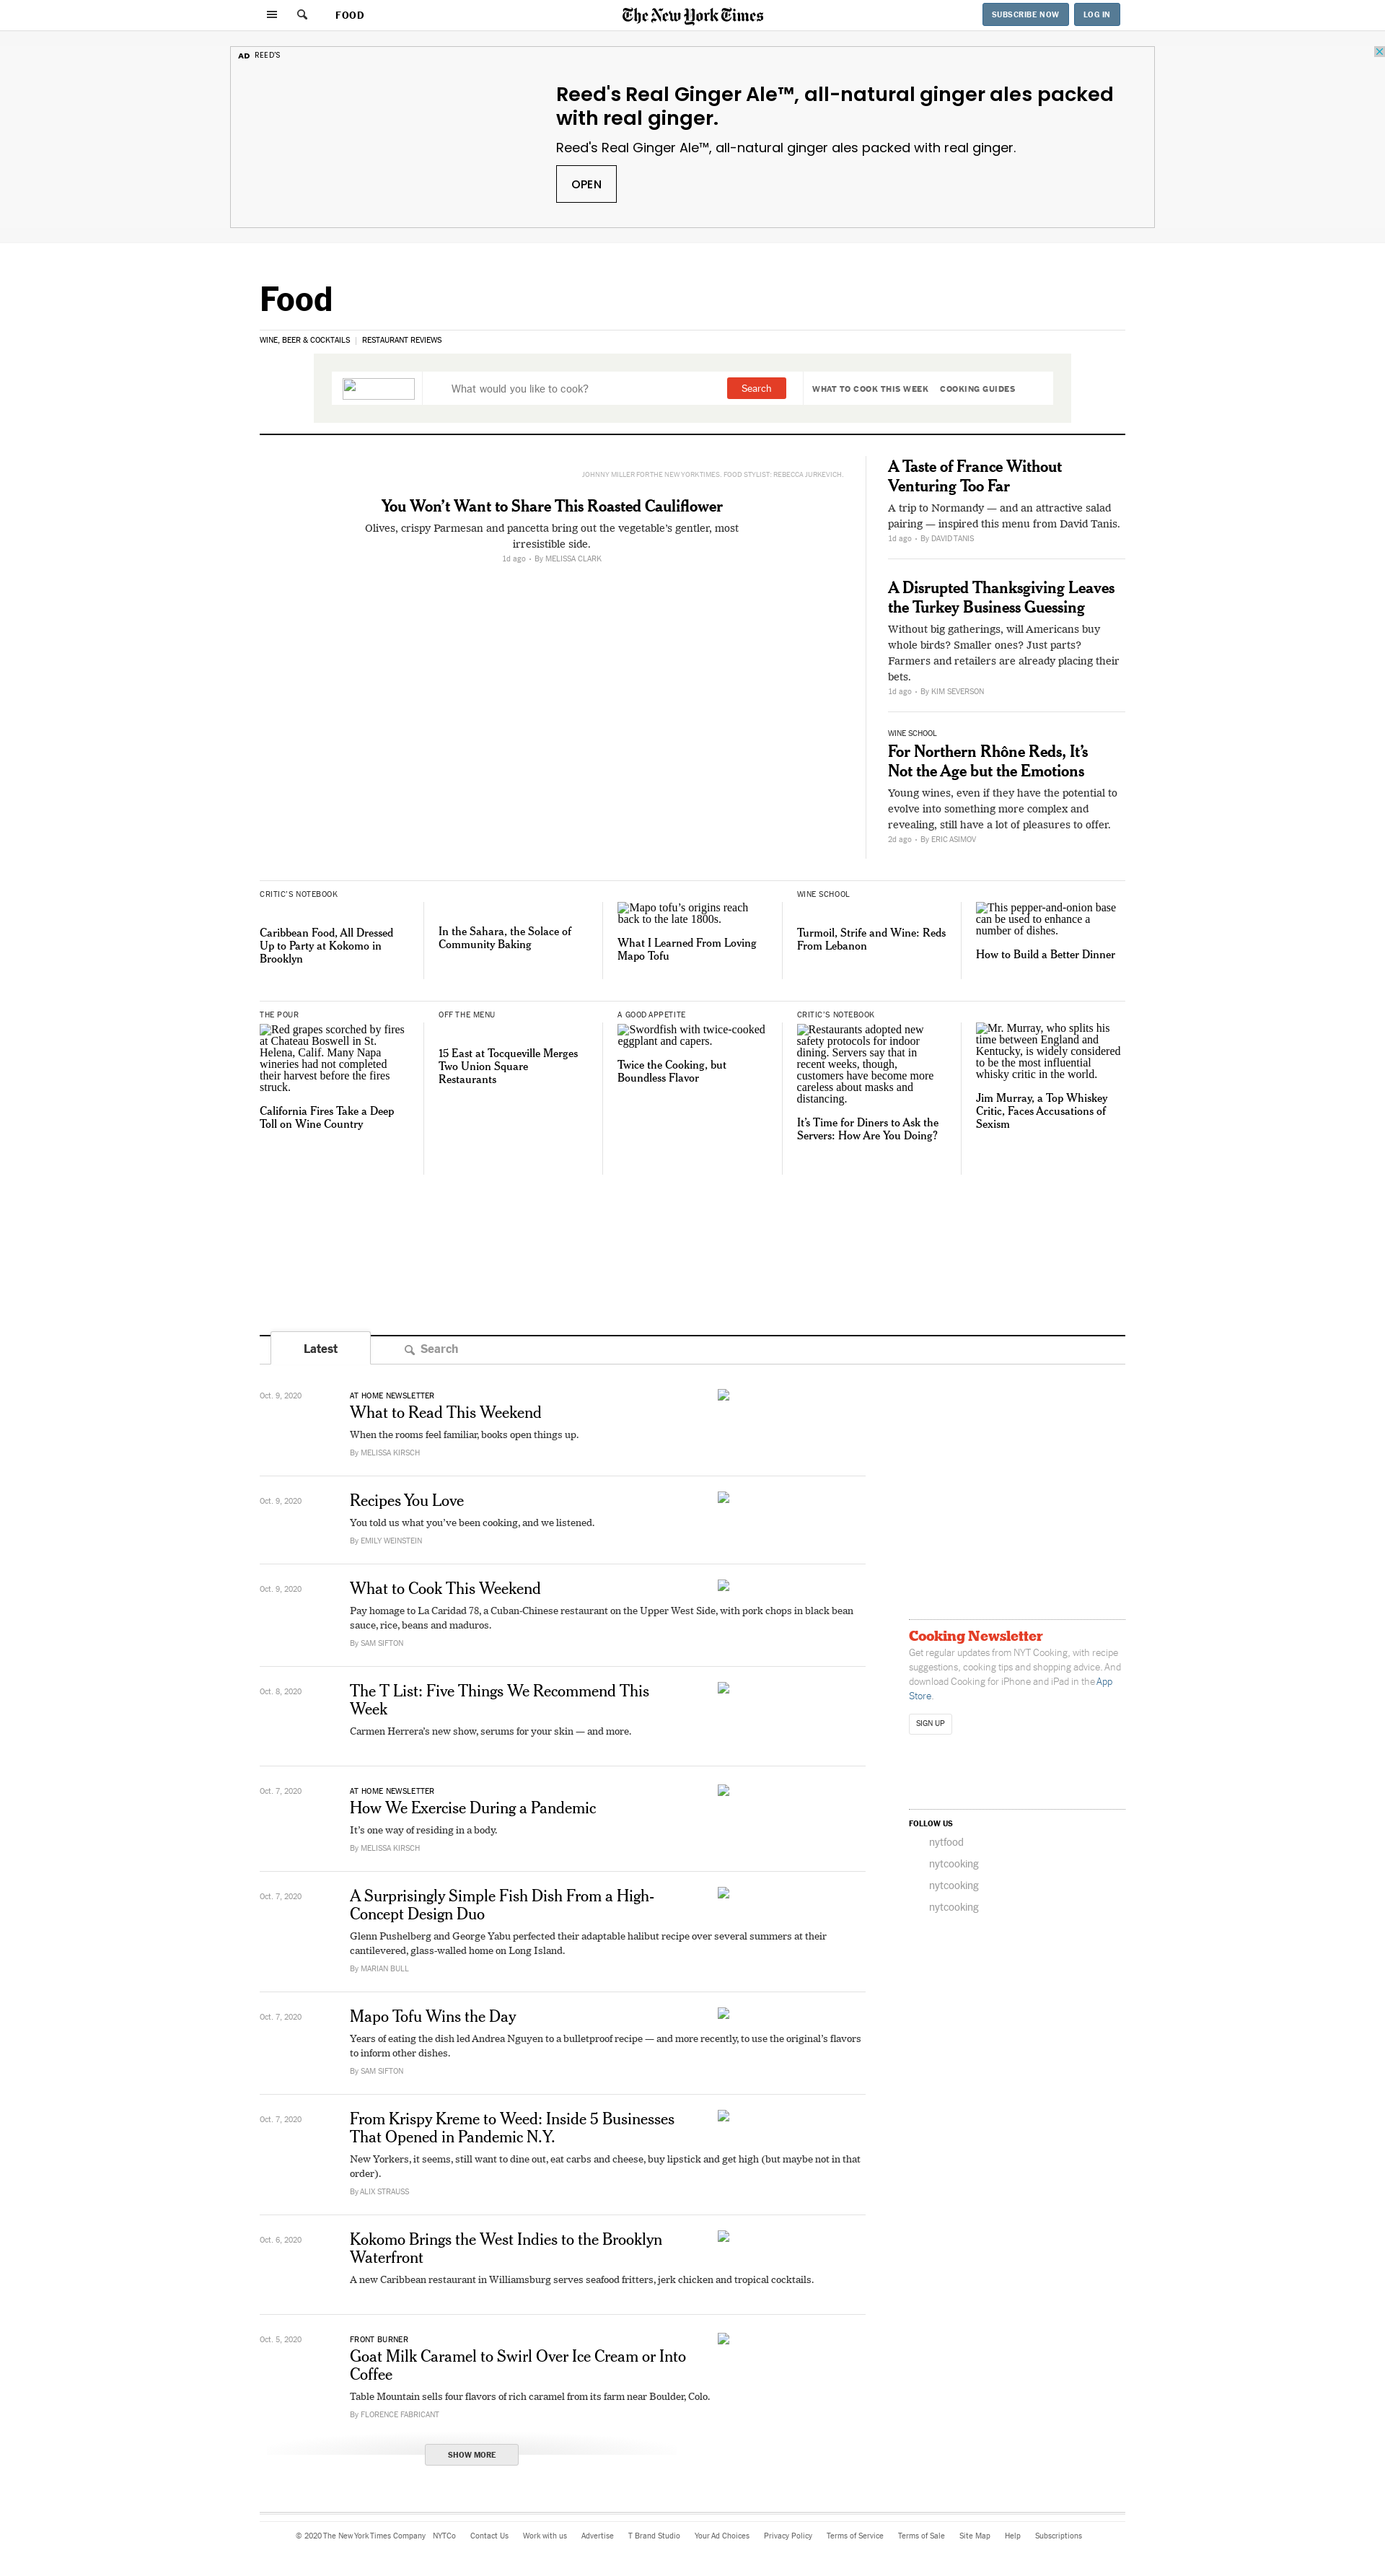 FOOD
The New York Times
SUBSCRIBE NOW
LOG IN
AD REED'S
Reed's Real Ginger Ale™, all-natural ginger ales packed
with real ginger.
Reed's Real Ginger Ale™, all-natural ginger ales packed with real ginger.
OPEN
Food
WINE, BEER & COCKTAILS | RESTAURANT REVIEWS
What would you like to cook?
Search
WHAT TO COOK THIS WEEK
COOKING GUIDES
JOHNNY MILLER FOR THE NEW YORK TIMES. FOOD STYLIST: REBECCA JURKEVICH.
You Won't Want to Share This Roasted Cauliflower
Olives, crispy Parmesan and pancetta bring out the vegetable's gentler, most
irresistible side.
1d ago • By MELISSA CLARK
A Taste of France Without
Venturing Too Far
A trip to Normandy — and an attractive salad
pairing — inspired this menu from David Tanis.
1d ago • By DAVID TANIS
A Disrupted Thanksgiving Leaves
the Turkey Business Guessing
Without big gatherings, will Americans buy
whole birds? Smaller ones? Just parts?
Farmers and retailers are already placing their
bets.
1d ago • By KIM SEVERSON
WINE SCHOOL
For Northern Rhône Reds, It's
Not the Age but the Emotions
Young wines, even if they have the potential to
evolve into something more complex and
revealing, still have a lot of pleasures to offer.
2d ago • By ERIC ASIMOV
CRITIC'S NOTEBOOK
Caribbean Food, All Dressed
Up to Party at Kokomo in
Brooklyn
In the Sahara, the Solace of
Community Baking
Mapo tofu's origins reach
back to the late 1800s.
What I Learned From Loving
Mapo Tofu
WINE SCHOOL
Turmoil, Strife and Wine: Reds
From Lebanon
This pepper-and-onion base
can be used to enhance a
number of dishes.
How to Build a Better Dinner
THE POUR
Red grapes scorched by fires
at Chateau Boswell in St.
Helena, Calif. Many Napa
wineries had not completed
their harvest before the fires
struck.
California Fires Take a Deep
Toll on Wine Country
OFF THE MENU
15 East at Tocqueville Merges
Two Union Square
Restaurants
A GOOD APPETITE
Swordfish with twice-cooked
eggplant and capers.
Twice the Cooking, but
Boundless Flavor
CRITIC'S NOTEBOOK
Restaurants adopted new
safety protocols for indoor
dining. Servers say that in
recent weeks, though,
customers have become more
careless about masks and
distancing.
It's Time for Diners to Ask the
Servers: How Are You Doing?
Mr. Murray, who splits his
time between England and
Kentucky, is widely considered
to be the most influential
whisky critic in the world.
Jim Murray, a Top Whiskey
Critic, Faces Accusations of
Sexism
Latest
Search
Oct. 9, 2020
AT HOME NEWSLETTER
What to Read This Weekend
When the rooms feel familiar, books open things up.
By MELISSA KIRSCH
Oct. 9, 2020
Recipes You Love
You told us what you've been cooking, and we listened.
By EMILY WEINSTEIN
Oct. 9, 2020
What to Cook This Weekend
Pay homage to La Caridad 78, a Cuban-Chinese restaurant on the Upper West Side, with pork chops in black bean
sauce, rice, beans and maduros.
By SAM SIFTON
Oct. 8, 2020
The T List: Five Things We Recommend This
Week
Carmen Herrera's new show, serums for your skin — and more.
Oct. 7, 2020
AT HOME NEWSLETTER
How We Exercise During a Pandemic
It's one way of residing in a body.
By MELISSA KIRSCH
Oct. 7, 2020
A Surprisingly Simple Fish Dish From a High-
Concept Design Duo
Glenn Pushelberg and George Yabu perfected their adaptable halibut recipe over several summers at their
cantilevered, glass-walled home on Long Island.
By MARIAN BULL
Oct. 7, 2020
Mapo Tofu Wins the Day
Years of eating the dish led Andrea Nguyen to a bulletproof recipe — and more recently, to use the original's flavors
to inform other dishes.
By SAM SIFTON
Oct. 7, 2020
From Krispy Kreme to Weed: Inside 5 Businesses
That Opened in Pandemic N.Y.
New Yorkers, it seems, still want to dine out, eat carbs and cheese, buy lipstick and get high (but maybe not in that
order).
By ALIX STRAUSS
Oct. 6, 2020
Kokomo Brings the West Indies to the Brooklyn
Waterfront
A new Caribbean restaurant in Williamsburg serves seafood fritters, jerk chicken and tropical cocktails.
Oct. 5, 2020
FRONT BURNER
Goat Milk Caramel to Swirl Over Ice Cream or Into
Coffee
Table Mountain sells four flavors of rich caramel from its farm near Boulder, Colo.
By FLORENCE FABRICANT
SHOW MORE
Cooking Newsletter
Get regular updates from NYT Cooking, with recipe
suggestions, cooking tips and shopping advice. And
download Cooking for iPhone and iPad in the App
Store.
SIGN UP
FOLLOW US
nytfood
nytcooking
nytcooking
nytcooking
© 2020 The New York Times Company NYTCo Contact Us Work with us Advertise T Brand Studio Your Ad Choices Privacy Policy Terms of Service Terms of Sale Site Map Help Subscriptions